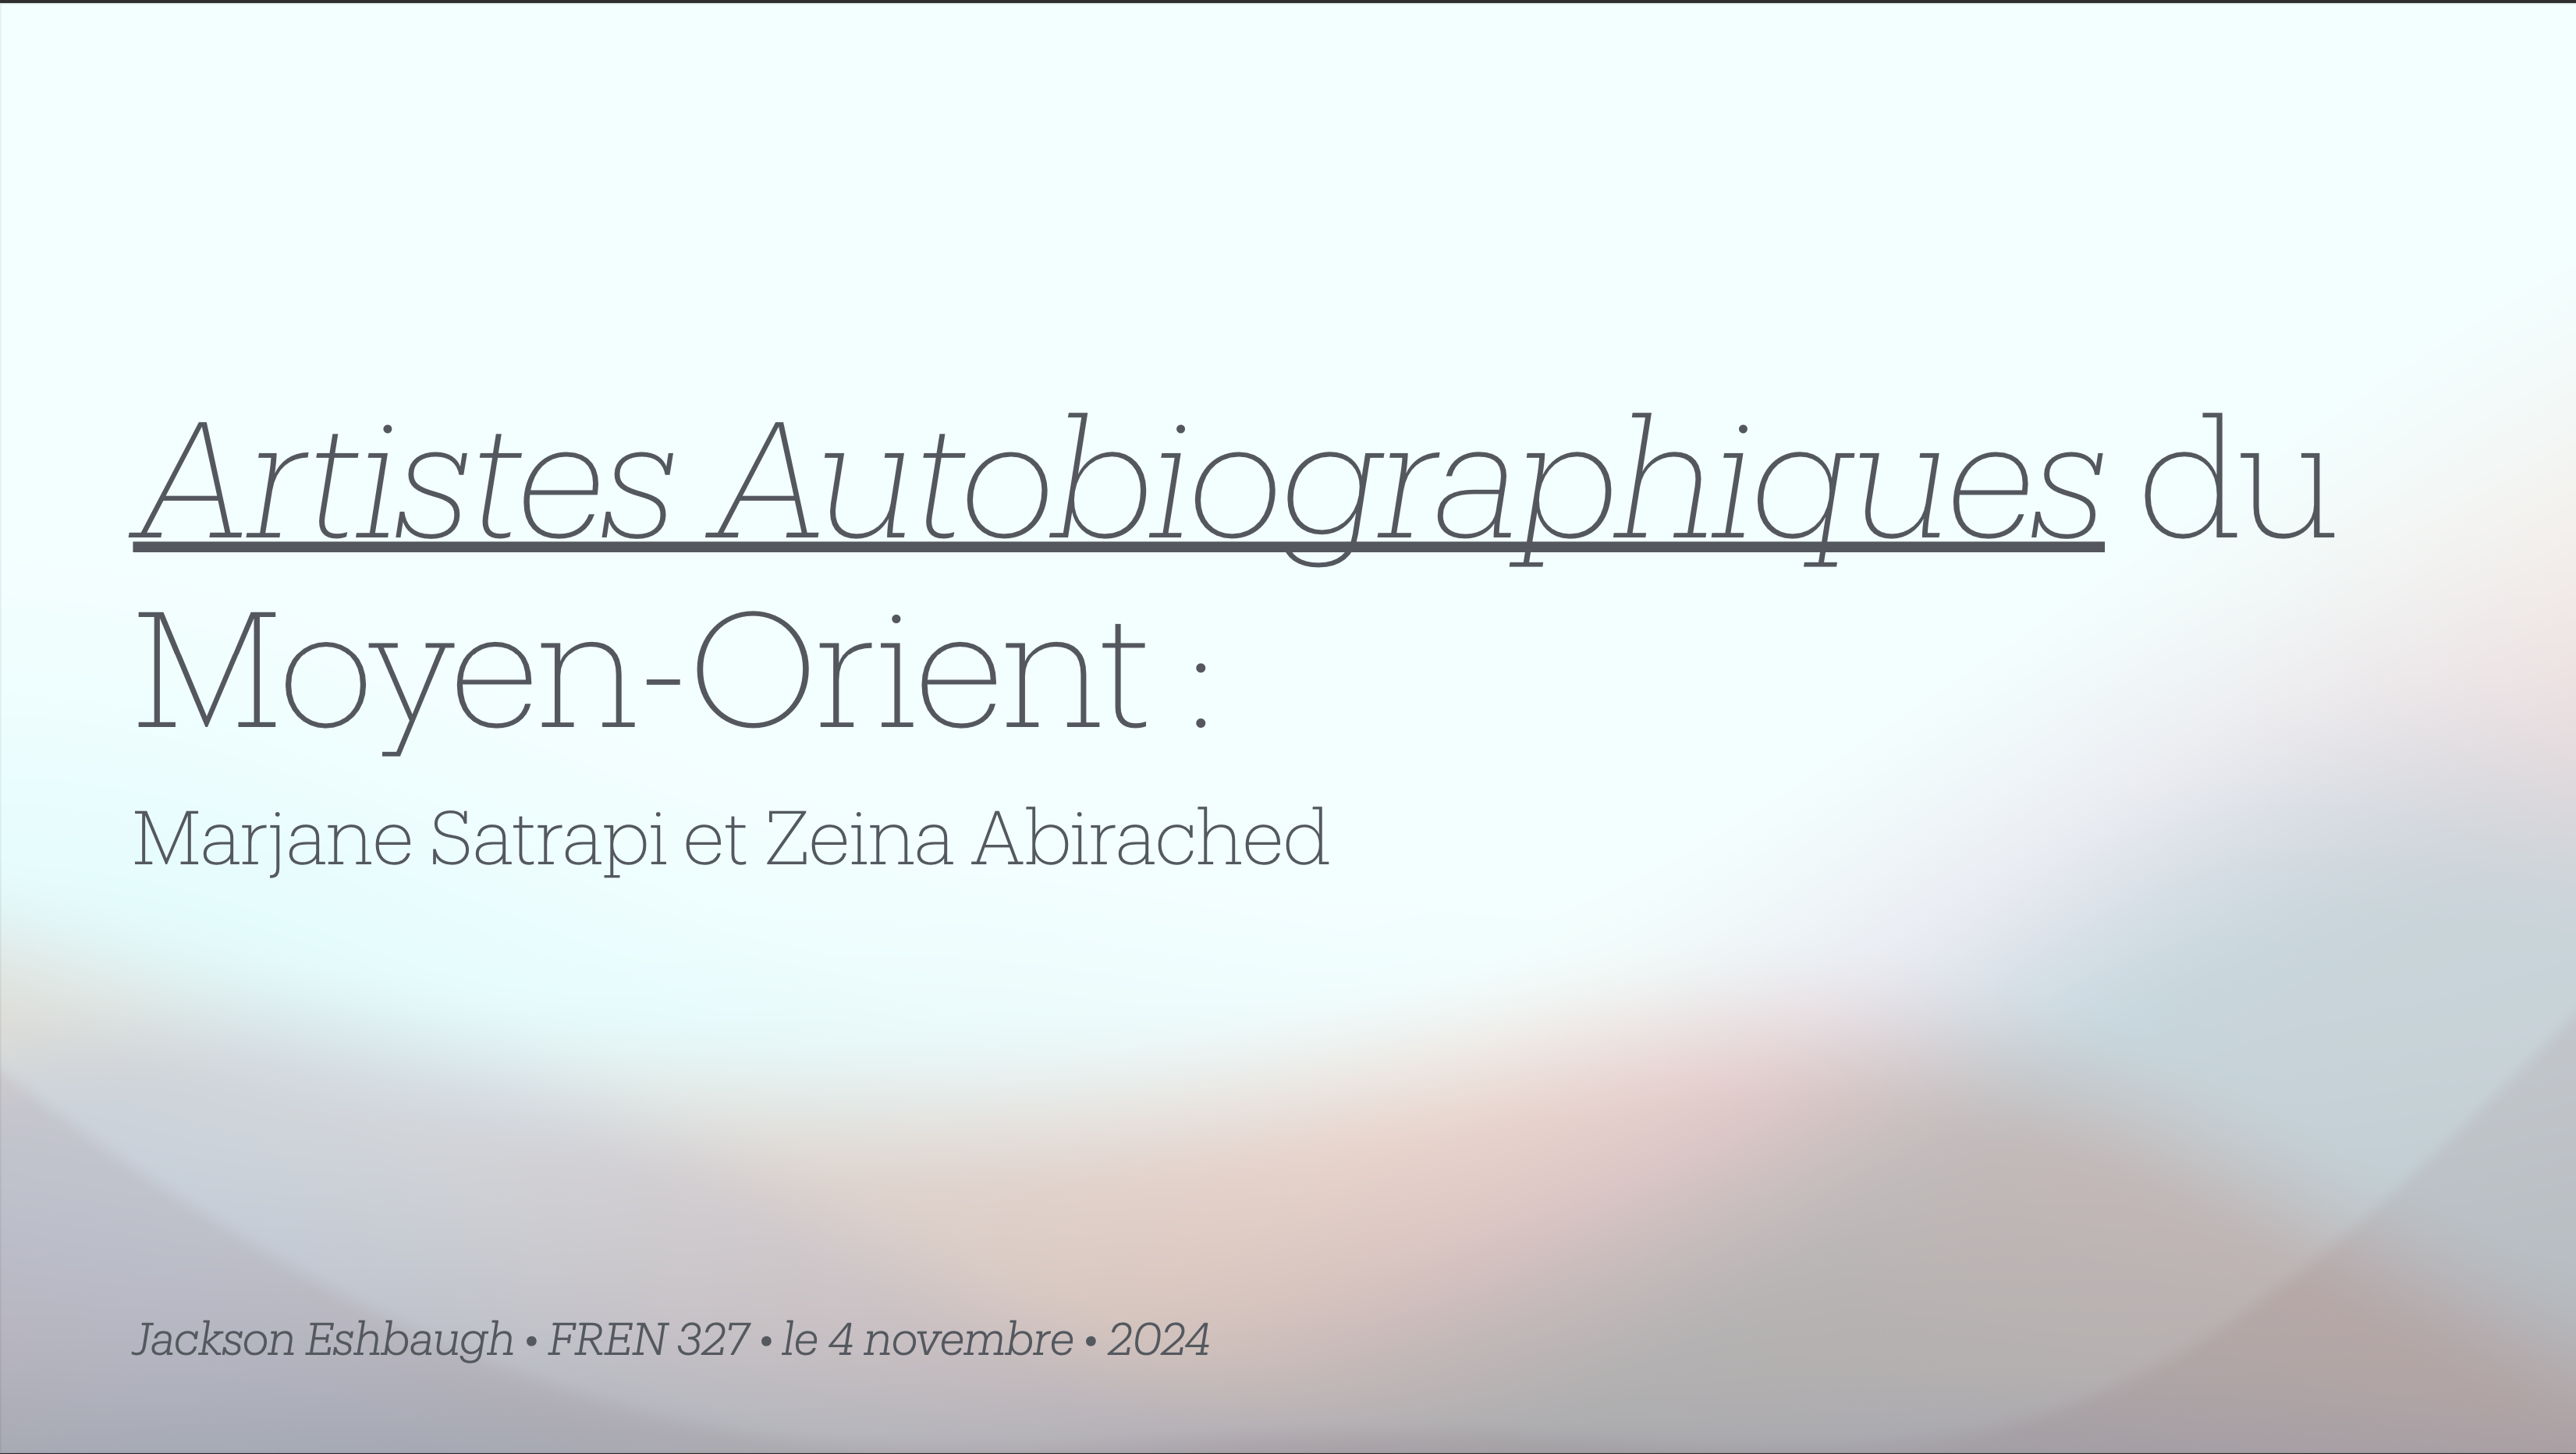 Artistes Autobiographiques du
Moyen-Orient :
Marjane Satrapi et Zeina Abirached
Jackson Eshbaugh • FREN 327 • le 4 novembre • 2024